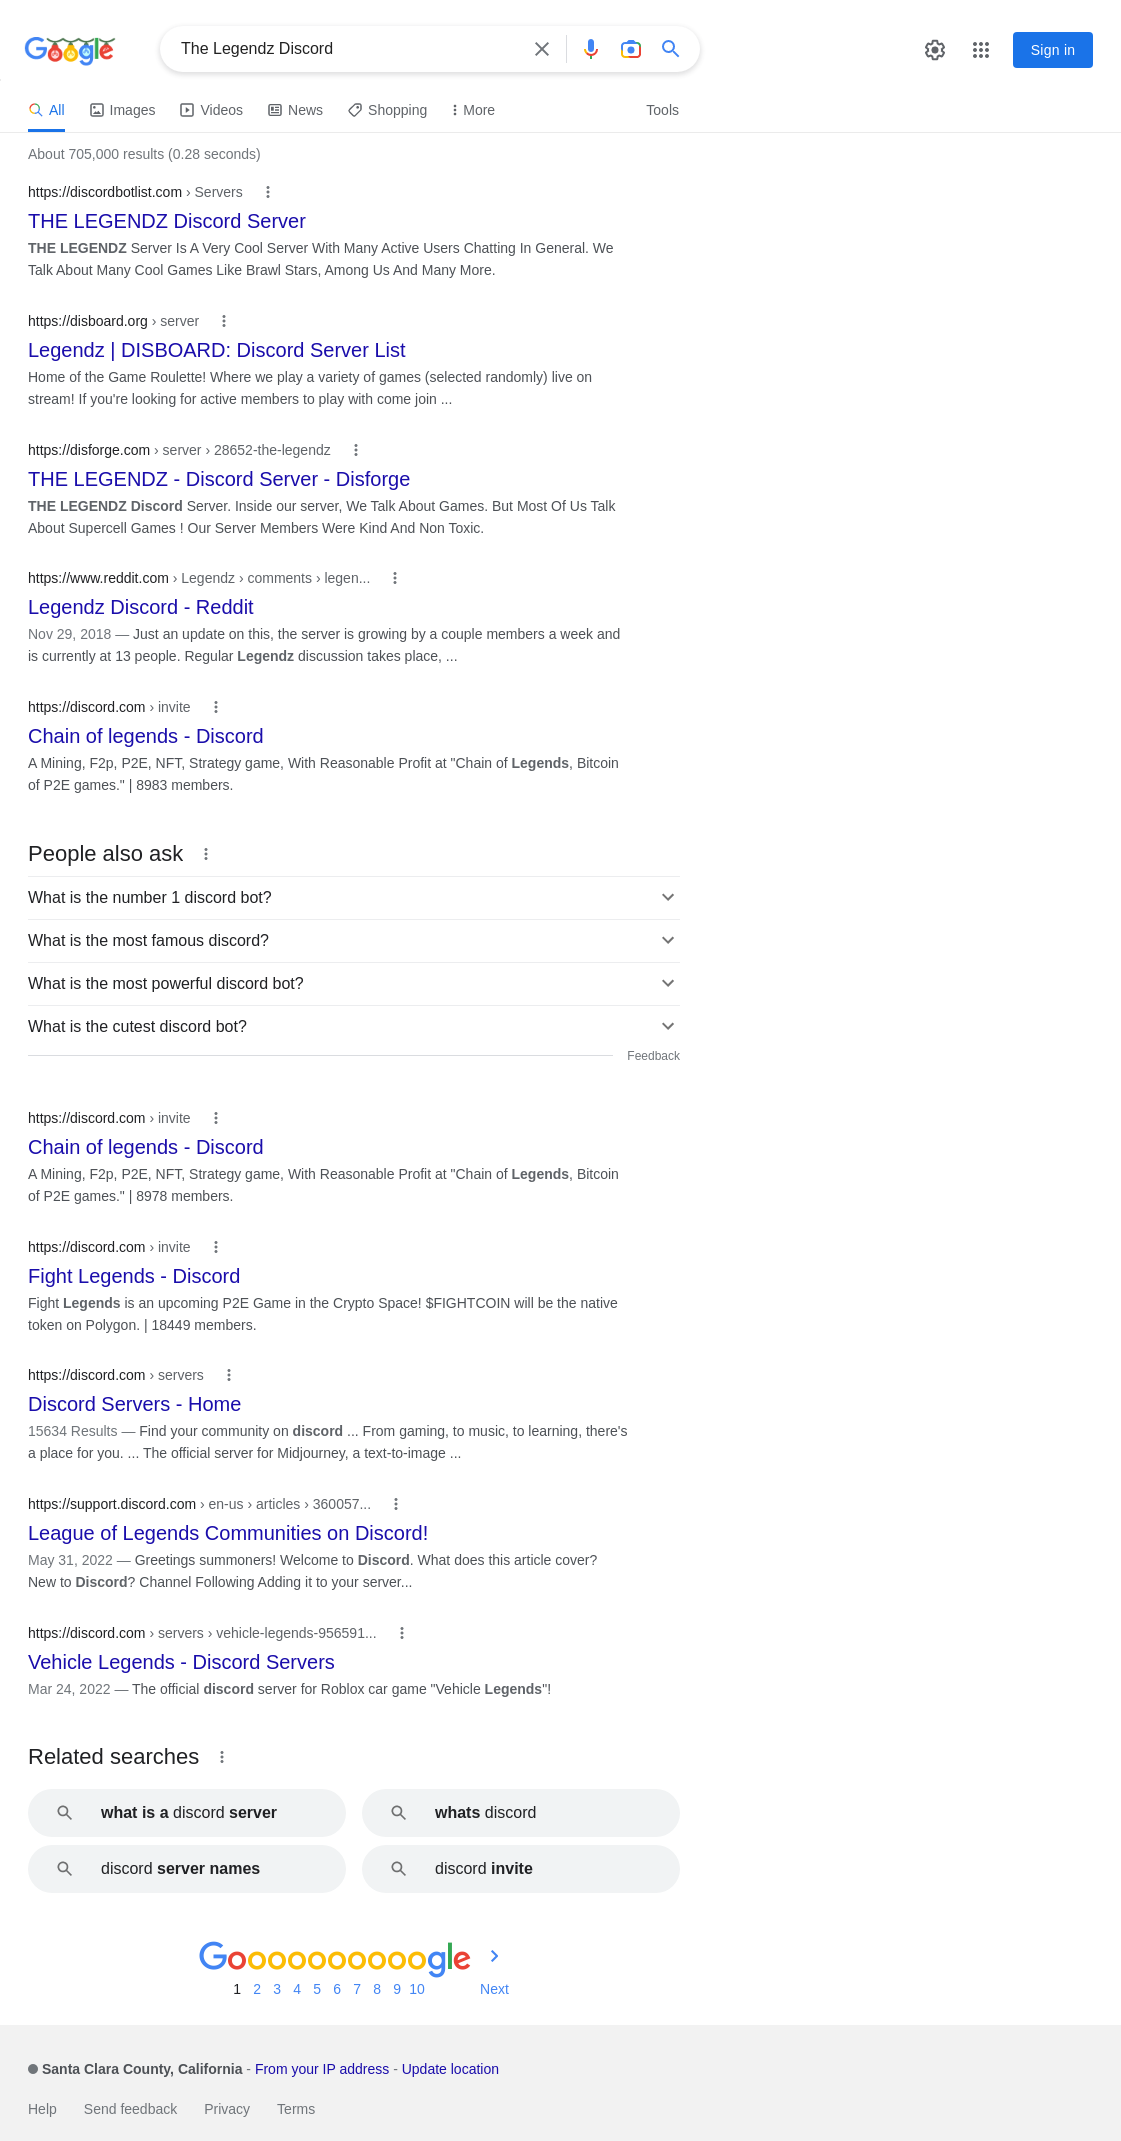 Google
The Legendz Discord
Sign in
All Images Videos News Shopping More Tools
About 705,000 results (0.28 seconds)
https://discordbotlist.com › Servers
THE LEGENDZ Discord Server
THE LEGENDZ Server Is A Very Cool Server With Many Active Users Chatting In General. We
Talk About Many Cool Games Like Brawl Stars, Among Us And Many More.
https://disboard.org › server
Legendz | DISBOARD: Discord Server List
Home of the Game Roulette! Where we play a variety of games (selected randomly) live on
stream! If you're looking for active members to play with come join ...
https://disforge.com › server › 28652-the-legendz
THE LEGENDZ - Discord Server - Disforge
THE LEGENDZ Discord Server. Inside our server, We Talk About Games. But Most Of Us Talk
About Supercell Games ! Our Server Members Were Kind And Non Toxic.
https://www.reddit.com › Legendz › comments › legen...
Legendz Discord - Reddit
Nov 29, 2018 — Just an update on this, the server is growing by a couple members a week and
is currently at 13 people. Regular Legendz discussion takes place, ...
https://discord.com › invite
Chain of legends - Discord
A Mining, F2p, P2E, NFT, Strategy game, With Reasonable Profit at "Chain of Legends, Bitcoin
of P2E games." | 8983 members.
People also ask
What is the number 1 discord bot?
What is the most famous discord?
What is the most powerful discord bot?
What is the cutest discord bot?
Feedback
https://discord.com › invite
Chain of legends - Discord
A Mining, F2p, P2E, NFT, Strategy game, With Reasonable Profit at "Chain of Legends, Bitcoin
of P2E games." | 8978 members.
https://discord.com › invite
Fight Legends - Discord
Fight Legends is an upcoming P2E Game in the Crypto Space! $FIGHTCOIN will be the native
token on Polygon. | 18449 members.
https://discord.com › servers
Discord Servers - Home
15634 Results — Find your community on discord ... From gaming, to music, to learning, there's
a place for you. ... The official server for Midjourney, a text-to-image ...
https://support.discord.com › en-us › articles › 360057...
League of Legends Communities on Discord!
May 31, 2022 — Greetings summoners! Welcome to Discord. What does this article cover?
New to Discord? Channel Following Adding it to your server...
https://discord.com › servers › vehicle-legends-956591...
Vehicle Legends - Discord Servers
Mar 24, 2022 — The official discord server for Roblox car game "Vehicle Legends"!
Related searches
what is a discord server
whats discord
discord server names
discord invite
Goooooooooogle
1 2 3 4 5 6 7 8 9 10 Next
Santa Clara County, California - From your IP address - Update location
Help Send feedback Privacy Terms